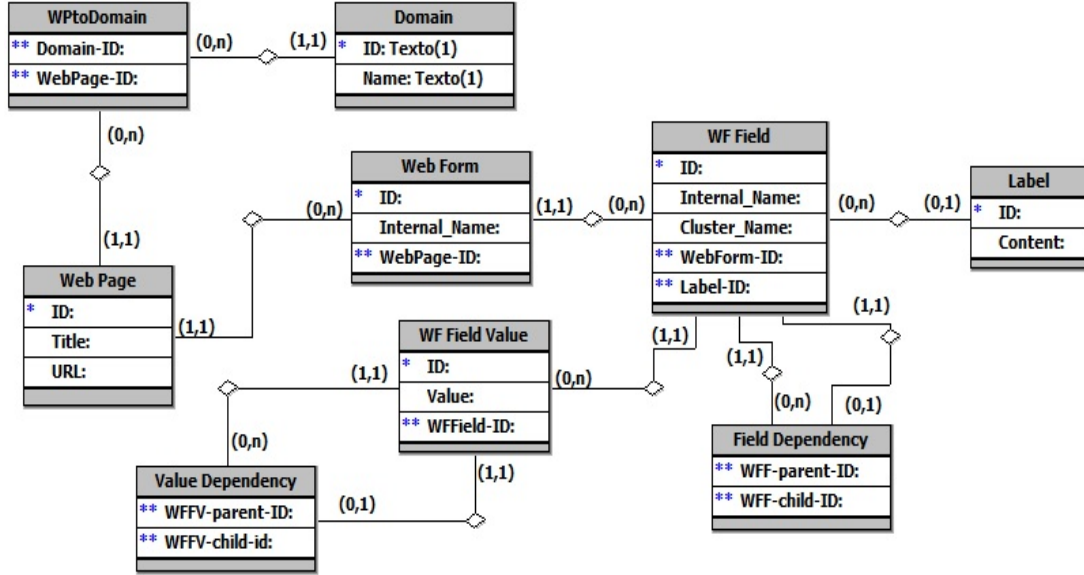 WPtoDomain
** Domain-ID:
** WebPage-ID:
(0,n)
(1,1)
Domain
* ID: Texto(1)
Name: Texto(1)
(0,n)
(1,1)
Web Page
* ID:
Title:
URL:
(1,1)
(0,n)
Web Form
* ID:
Internal_Name:
** WebPage-ID:
(1,1)
(0,n)
WF Field
* ID:
Internal_Name:
Cluster_Name:
** WebForm-ID:
** Label-ID:
(0,n)
(0,1)
Label
* ID:
Content:
(1,1)
(0,n)
WF Field Value
* ID:
Value:
** WFField-ID:
(1,1)
(0,n)
(1,1)
(0,1)
Value Dependency
** WFFV-parent-ID:
** WFFV-child-id:
(1,1)
(0,n)
(1,1)
(0,1)
Field Dependency
** WFF-parent-ID:
** WFF-child-ID: